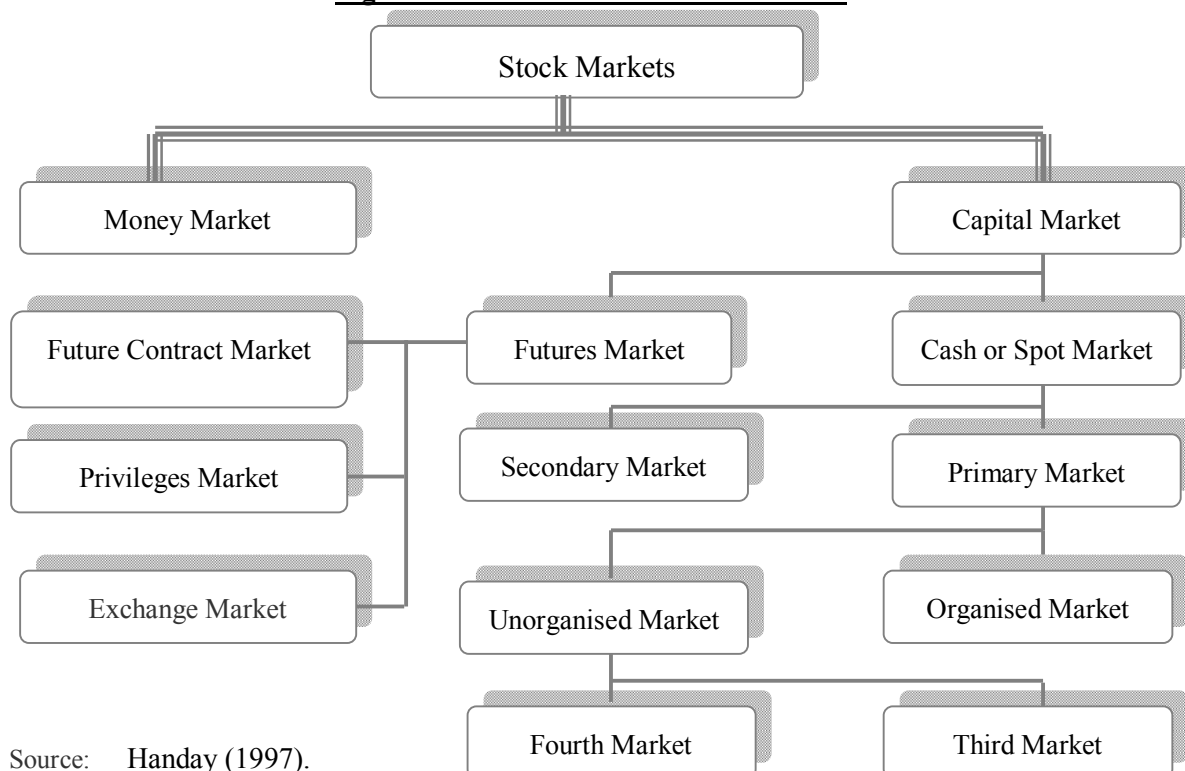 Stock Markets
Money Market
Capital Market
Future Contract Market
Futures Market
Cash or Spot Market
Privileges Market
Secondary Market
Primary Market
Exchange Market
Unorganised Market
Organised Market
Fourth Market
Third Market
Source: Handay (1997).